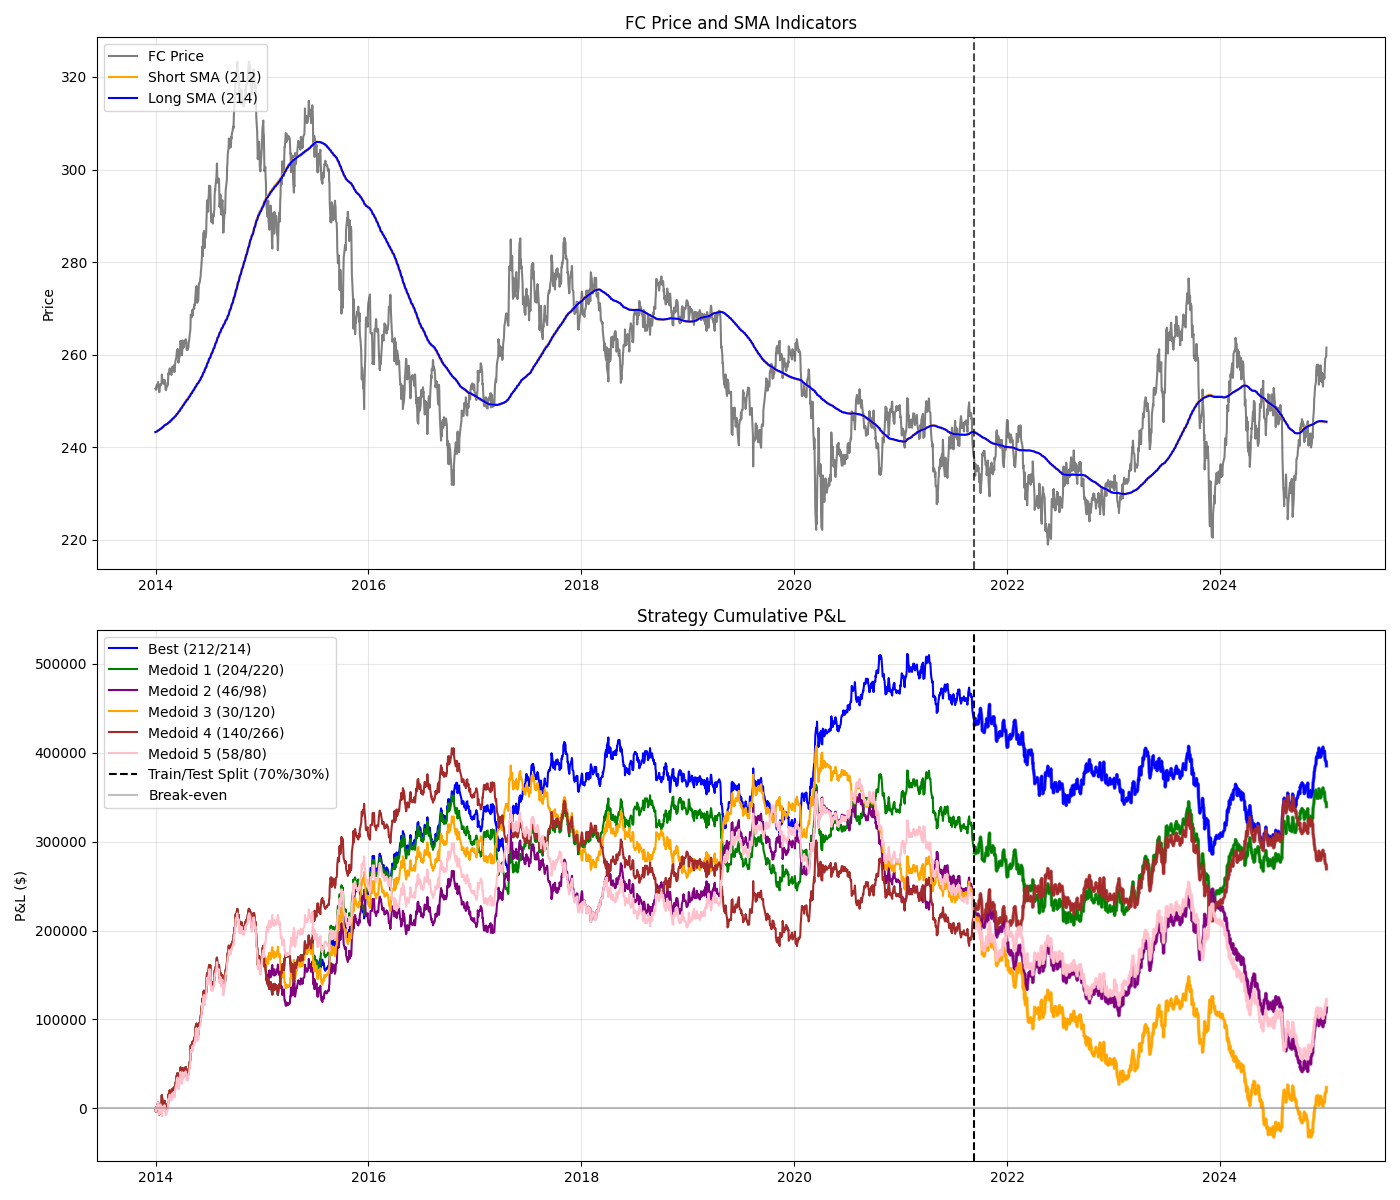 FC Price and SMA Indicators
FC Price
Short SMA (212)
Long SMA (214)
Price
320
300
280
260
240
220
2014 2016 2018 2020 2022 2024
Strategy Cumulative P&L
Best (212/214)
Medoid 1 (204/220)
Medoid 2 (46/98)
Medoid 3 (30/120)
Medoid 4 (140/266)
Medoid 5 (58/80)
Train/Test Split (70%/30%)
Break-even
P&L ($)
500000
400000
300000
200000
100000
0
2014 2016 2018 2020 2022 2024